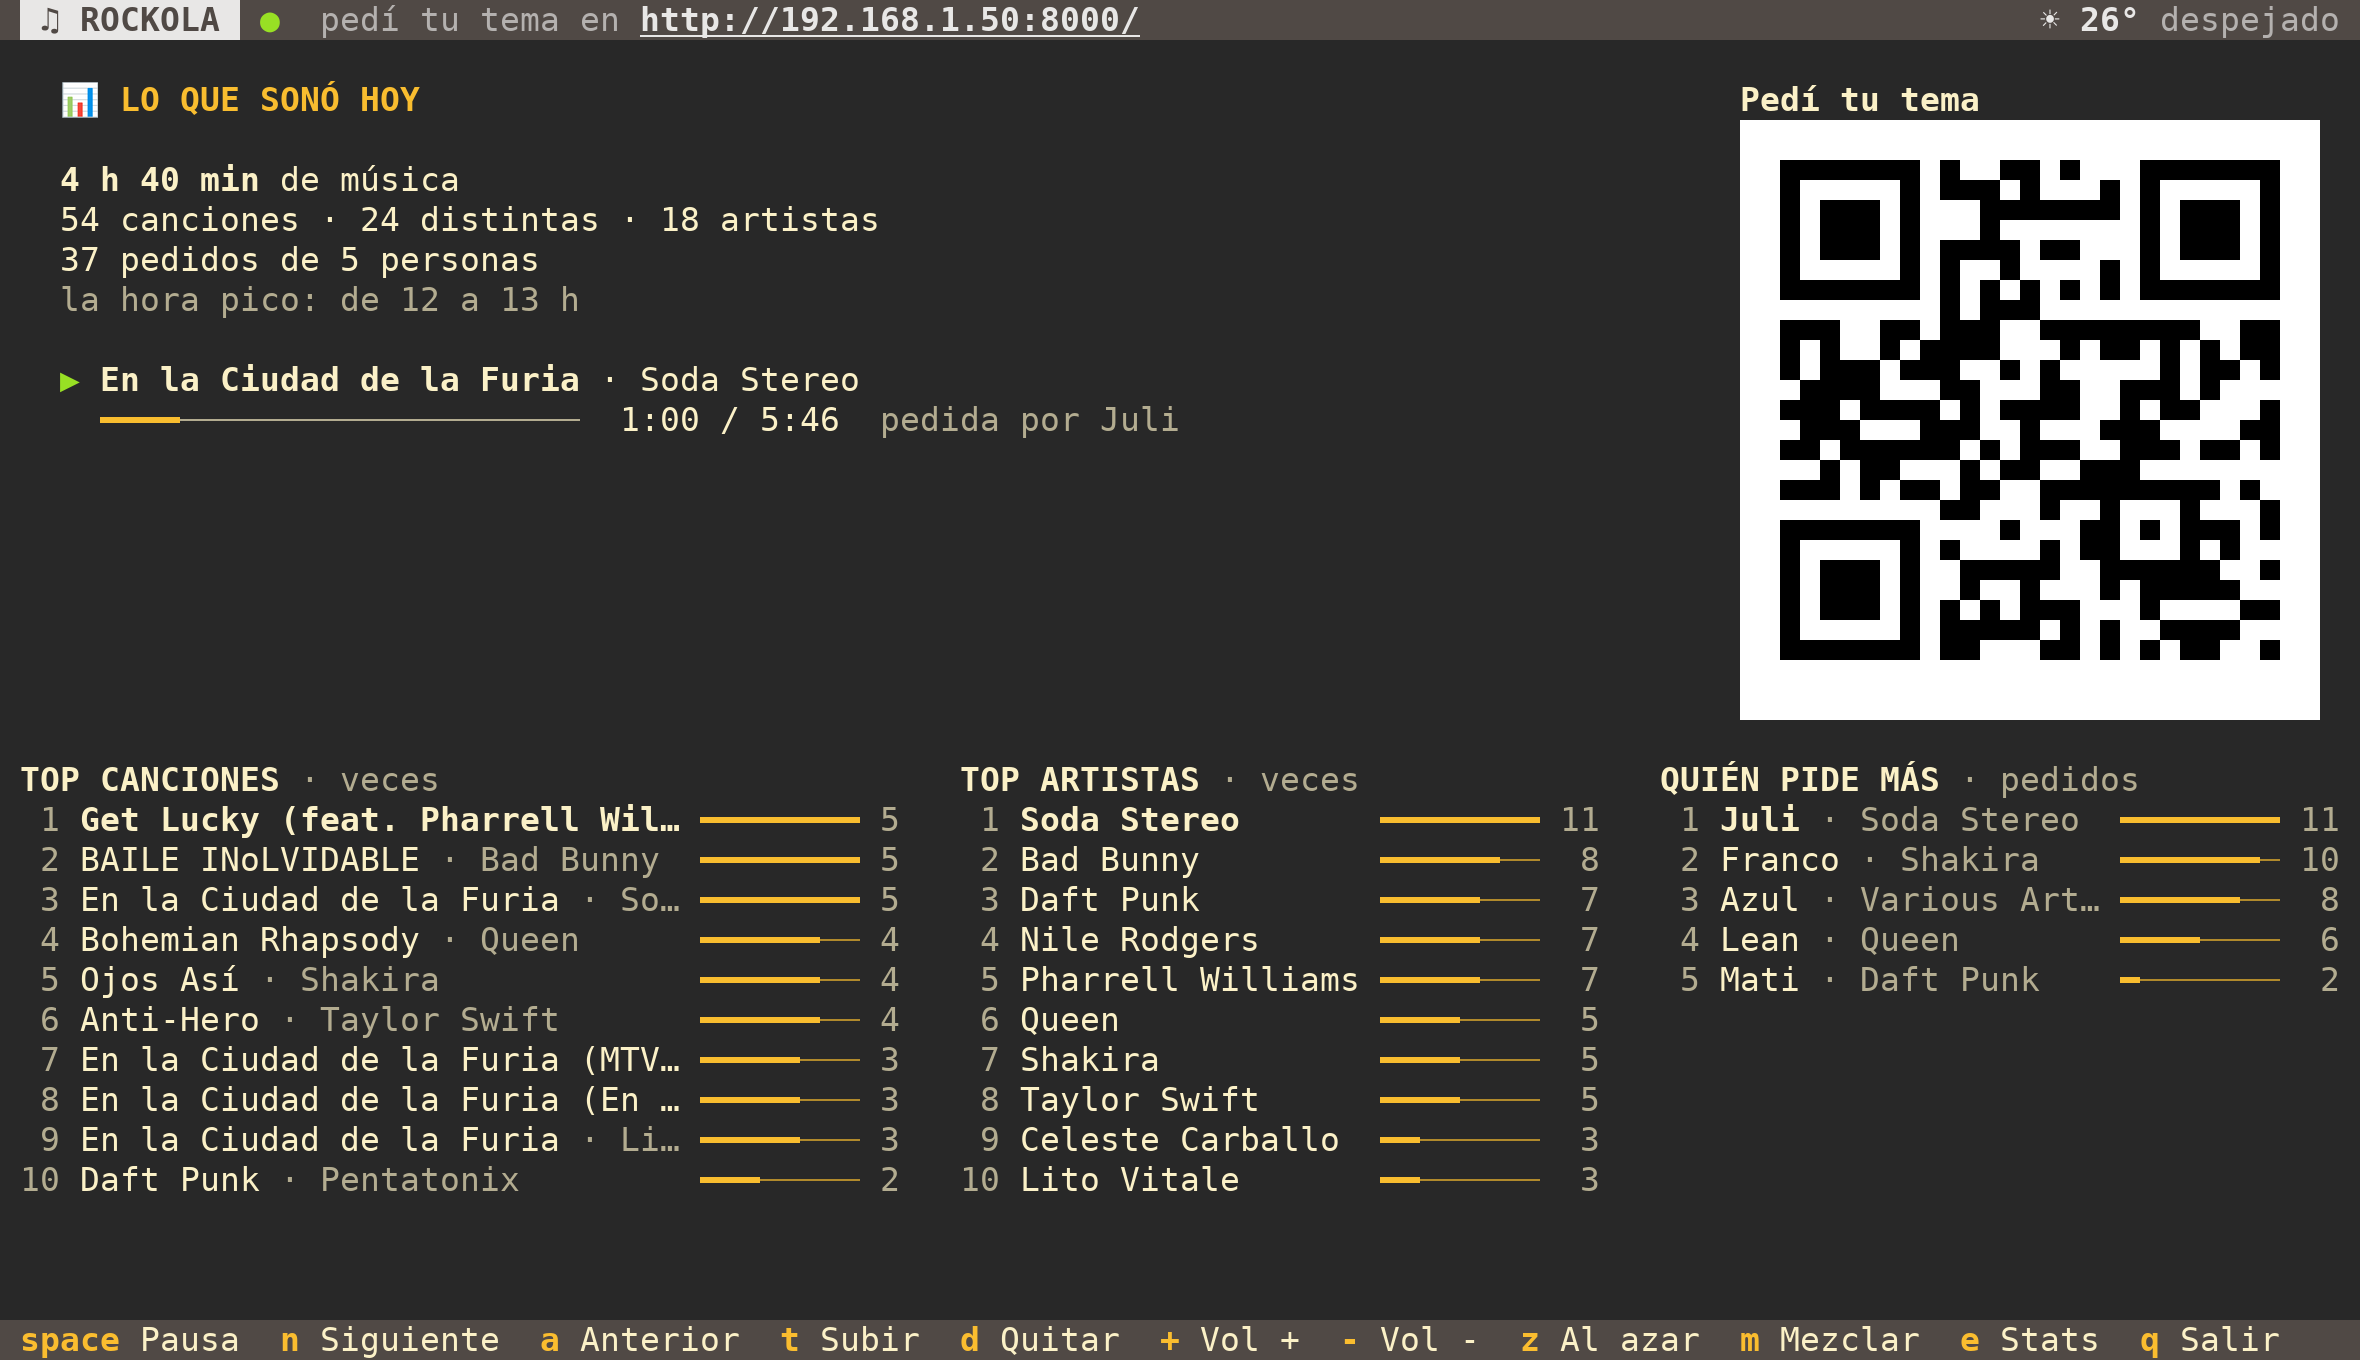 ♫ ROCKOLA ● pedí tu tema en http://192.168.1.50:8000/ ☀ 26° despejado
📊 LO QUE SONÓ HOY
Pedí tu tema
4 h 40 min de música
54 canciones · 24 distintas · 18 artistas
37 pedidos de 5 personas
la hora pico: de 12 a 13 h
▶ En la Ciudad de la Furia · Soda Stereo
1:00 / 5:46 pedida por Juli
TOP CANCIONES · veces
1 Get Lucky (feat. Pharrell Wil… 5
2 BAILE INoLVIDABLE · Bad Bunny 5
3 En la Ciudad de la Furia · So… 5
4 Bohemian Rhapsody · Queen 4
5 Ojos Así · Shakira 4
6 Anti-Hero · Taylor Swift 4
7 En la Ciudad de la Furia (MTV… 3
8 En la Ciudad de la Furia (En … 3
9 En la Ciudad de la Furia · Li… 3
10 Daft Punk · Pentatonix 2
TOP ARTISTAS · veces
1 Soda Stereo 11
2 Bad Bunny 8
3 Daft Punk 7
4 Nile Rodgers 7
5 Pharrell Williams 7
6 Queen 5
7 Shakira 5
8 Taylor Swift 5
9 Celeste Carballo 3
10 Lito Vitale 3
QUIÉN PIDE MÁS · pedidos
1 Juli · Soda Stereo 11
2 Franco · Shakira 10
3 Azul · Various Art… 8
4 Lean · Queen 6
5 Mati · Daft Punk 2
space Pausa n Siguiente a Anterior t Subir d Quitar + Vol + - Vol - z Al azar m Mezclar e Stats q Salir